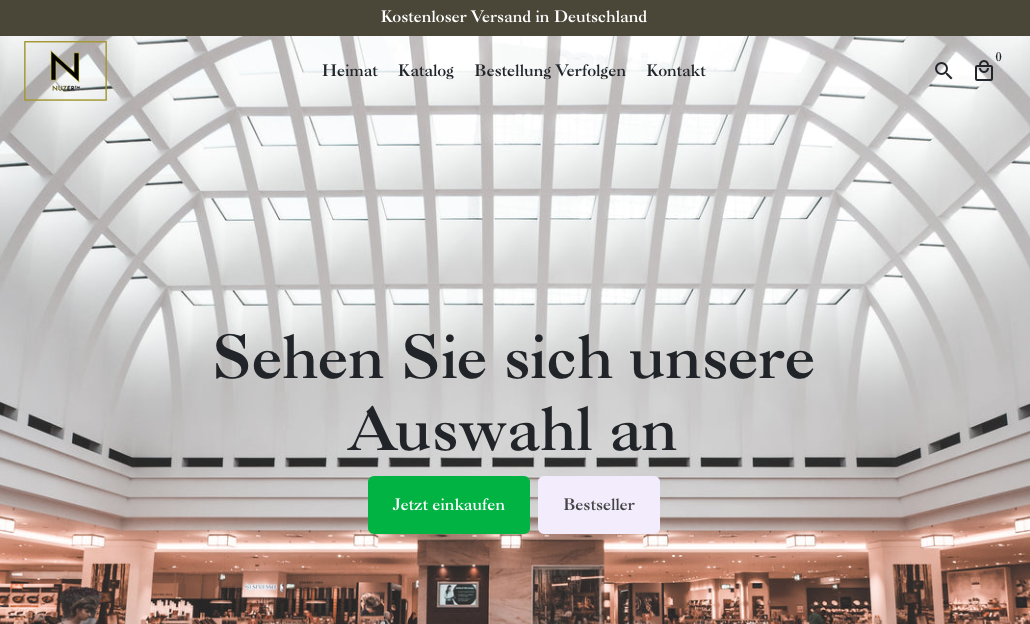 Kostenloser Versand in Deutschland
N
NUZER™
Heimat Katalog Bestellung Verfolgen Kontakt
0
Sehen Sie sich unsere
Auswahl an
Jetzt einkaufen Bestseller